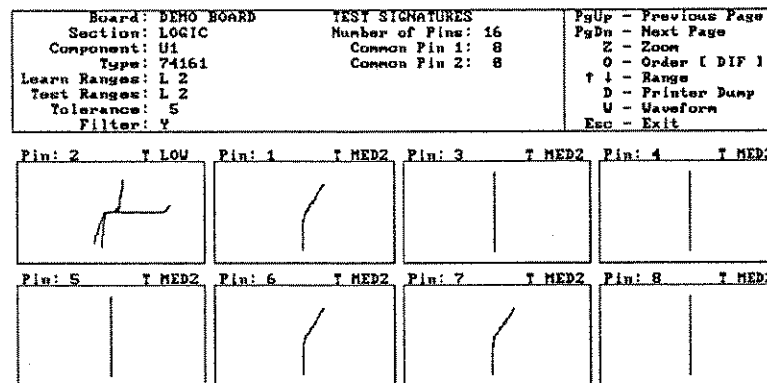 Board: DEMO BOARD TEST SIGNATURES PgUp - Previous Page
Section: LOGIC Number of Pins: 16 PgDn - Next Page
Component: U1 Common Pin 1: 8 Z - Zoom
Type: 74161 Common Pin 2: 8 O - Order [ DIF ]
Learn Ranges: L 2 ↑ ↓ - Range
Test Ranges: L 2 D - Printer Dump
Tolerance: 5 W - Waveform
Filter: Y Esc - Exit
Pin: 2 T LOW Pin: 1 T MED2 Pin: 3 T MED2 Pin: 4 T MED2
Pin: 5 T MED2 Pin: 6 T MED2 Pin: 7 T MED2 Pin: 8 T MED2